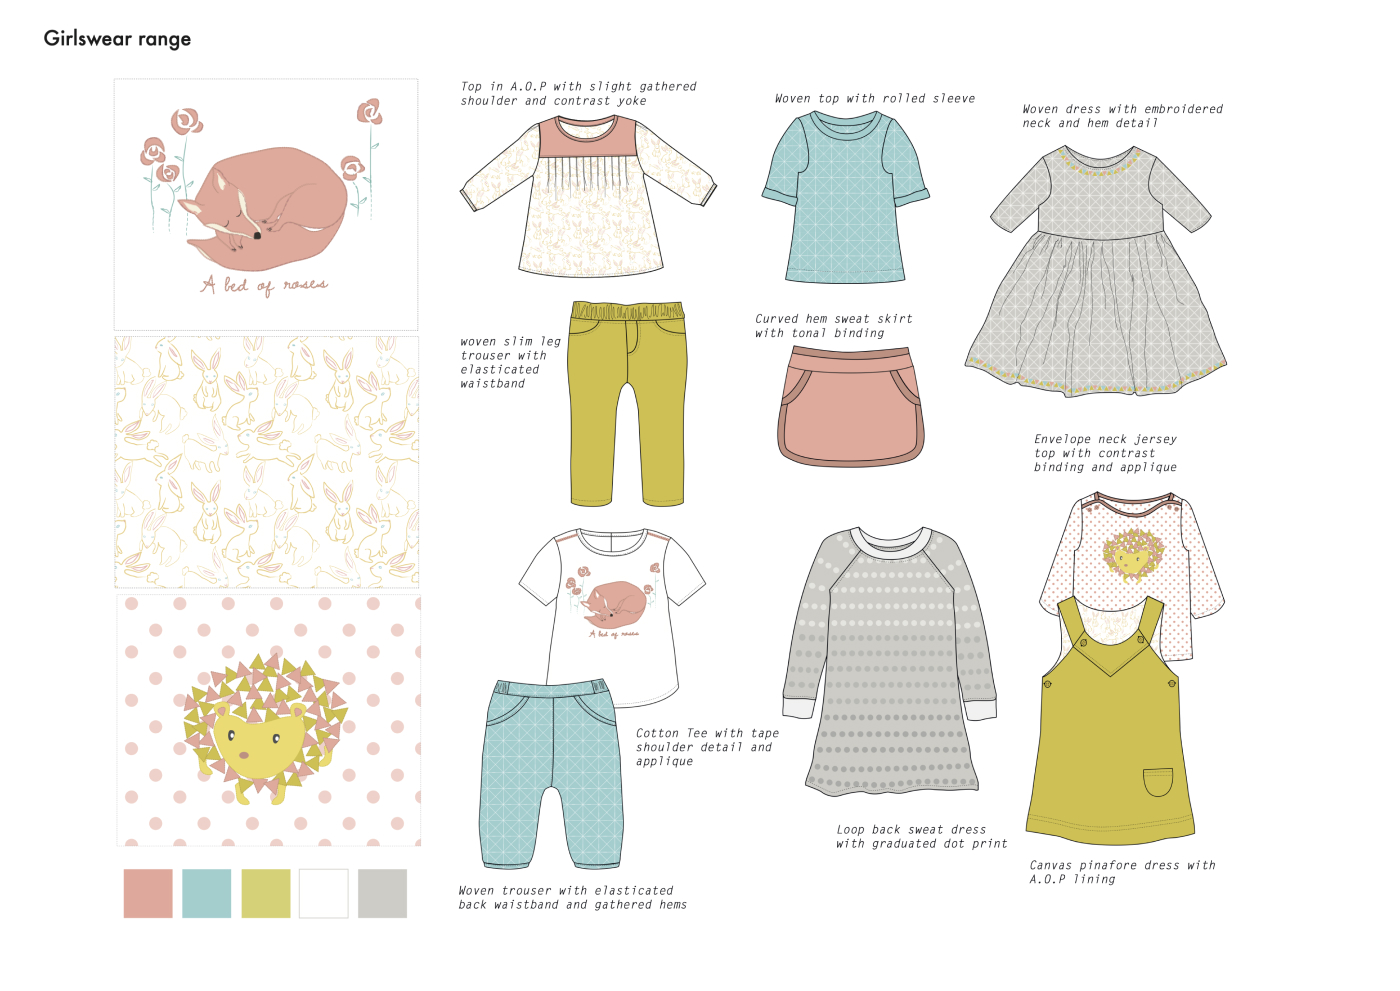 Girlswear range
A bed of roses
Top in A.O.P with slight gathered
shoulder and contrast yoke
Woven top with rolled sleeve
Woven dress with embroidered
neck and hem detail
woven slim leg
trouser with
elasticated
waistband
Curved hem sweat skirt
with tonal binding
Envelope neck jersey
top with contrast
binding and applique
A bed of roses
Cotton Tee with tape
shoulder detail and
applique
Loop back sweat dress
with graduated dot print
Canvas pinafore dress with
A.O.P lining
Woven trouser with elasticated
back waistband and gathered hems